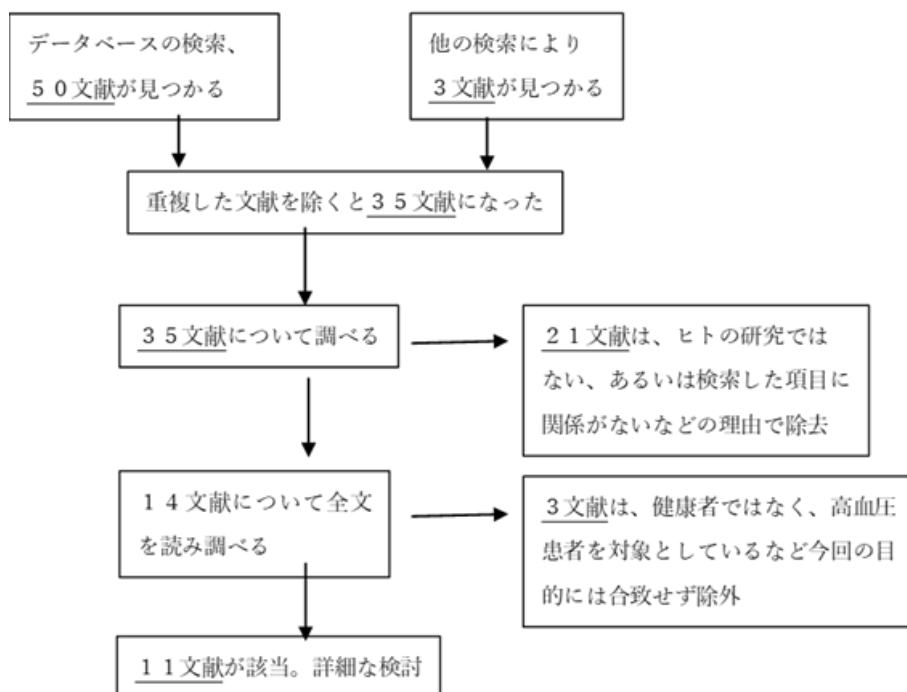 データベースの検索、
５０文献が見つかる
他の検索により
３文献が見つかる
重複した文献を除くと３５文献になった
３５文献について調べる
２１文献は、ヒトの研究では
ない、あるいは検索した項目に
関係がないなどの理由で除去
１４文献について全文
を読み調べる
３文献は、健康者ではなく、高血圧
患者を対象としているなど今回の目
的には合致せず除外
１１文献が該当。詳細な検討